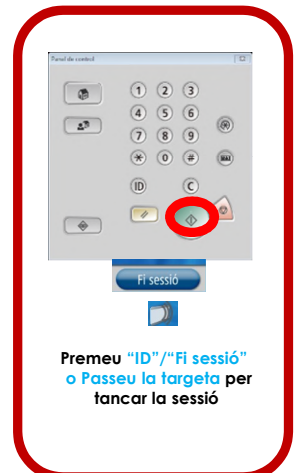 Panel de control
1 2 3
4 5 6
7 8 9
* 0 #
ID C
Fi sessió
Premeu “ID”/“Fi sessió”
o Passeu la targeta per
tancar la sessió